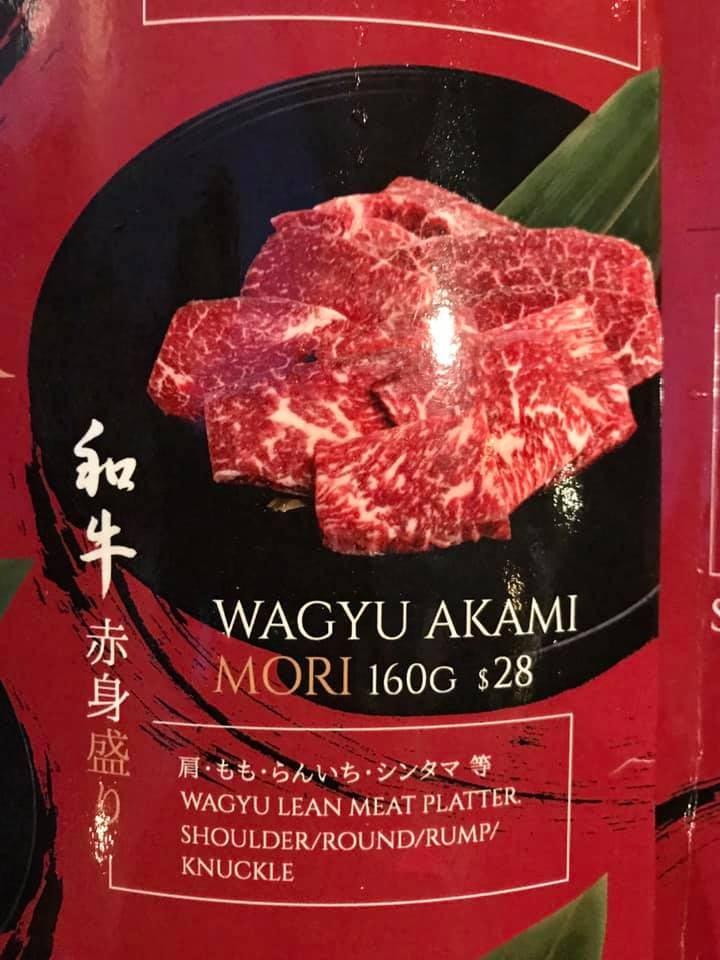 和牛赤身盛り
WAGYU AKAMI
MORI 160G $28
肩・もも・らんいち・シンタマ 等
WAGYU LEAN MEAT PLATTER
SHOULDER/ROUND/RUMP/
KNUCKLE